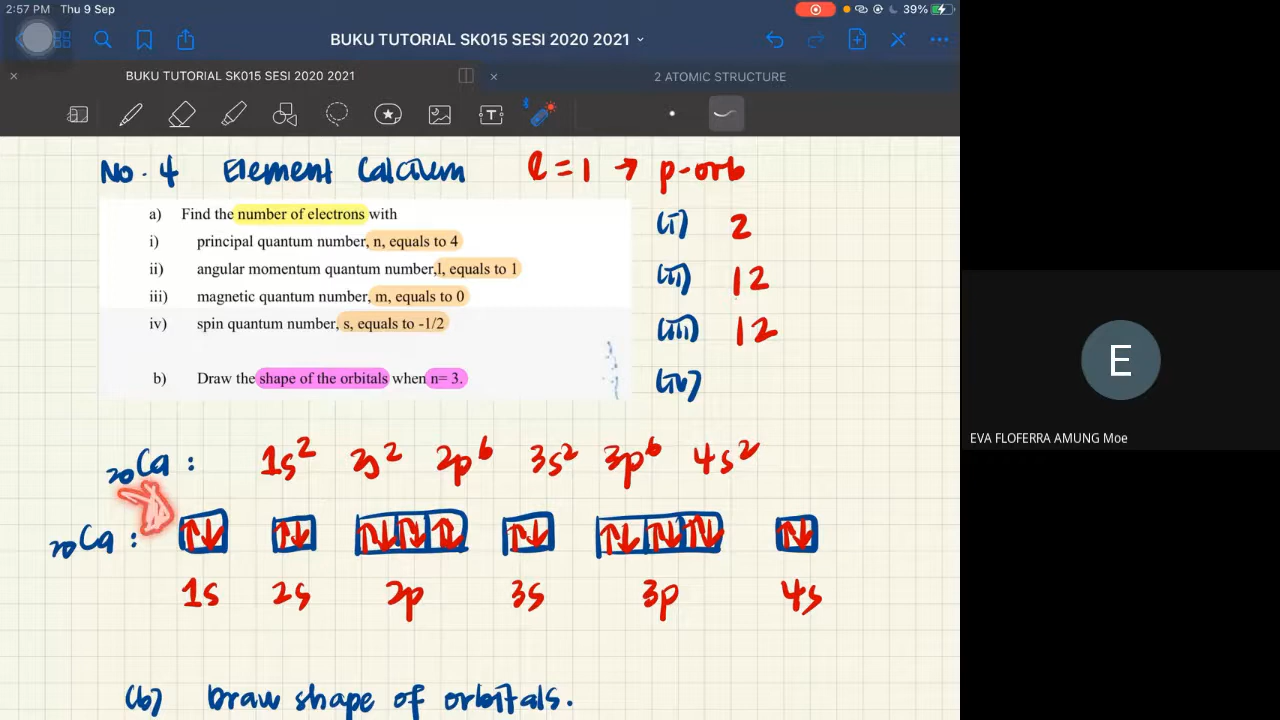 2:57 PM Thu 9 Sep 39%
BUKU TUTORIAL SK015 SESI 2020 2021
BUKU TUTORIAL SK015 SESI 2020 2021 2 ATOMIC STRUCTURE
No. 4 Element Calcium l = 1 → p-orb
a) Find the number of electrons with
i) principal quantum number, n, equals to 4
ii) angular momentum quantum number,l, equals to 1
iii) magnetic quantum number, m, equals to 0
iv) spin quantum number, s, equals to -1/2
b) Draw the shape of the orbitals when n= 3.
(i) 2
(ii) 12
(iii) 12
(iv)
E
EVA FLOFERRA AMUNG Moe
₂₀Ca : 1s² 2s² 2p⁶ 3s² 3p⁶ 4s²
₂₀Ca : ↑↓ ↑↓ ↑↓ ↑↓ ↑↓ ↑↓ ↑↓ ↑↓ ↑↓ ↑↓
1s 2s 2p 3s 3p 4s
(b) Draw shape of orbitals.